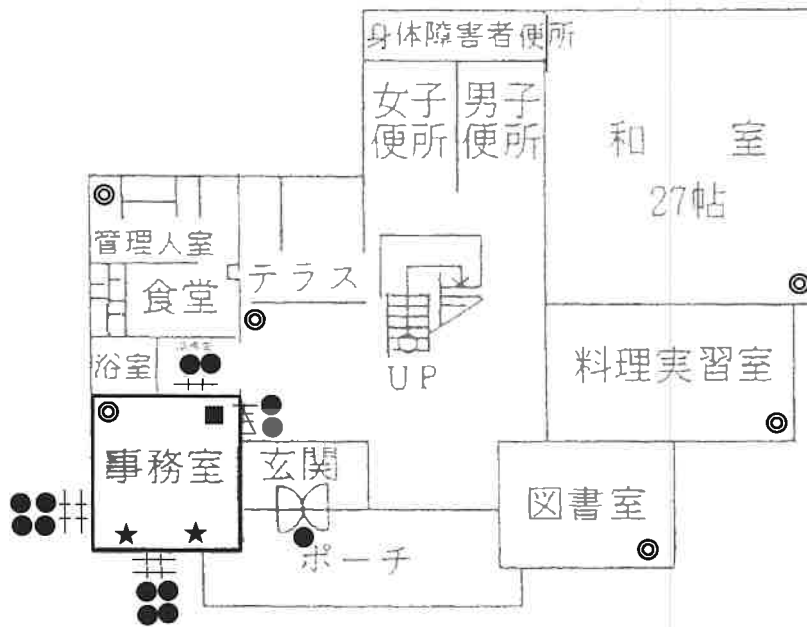 身体障害者便所
女子
便所
男子
便所
和 室
27帖
管理人室
テラス
食堂
浴室
UP
料理実習室
事務室
玄関
図書室
ポーチ